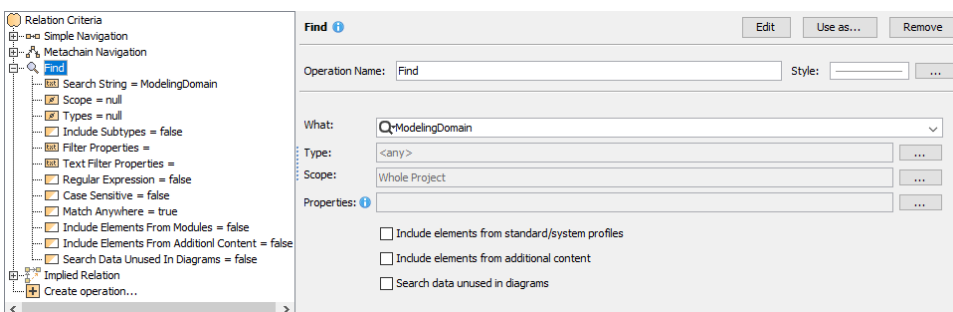 Relation Criteria
Simple Navigation
Metachain Navigation
Find
Search String = ModelingDomain
Scope = null
Types = null
Include Subtypes = false
Filter Properties =
Text Filter Properties =
Regular Expression = false
Case Sensitive = false
Match Anywhere = true
Include Elements From Modules = false
Include Elements From Additionl Content = false
Search Data Unused In Diagrams = false
Implied Relation
Create operation...
Find
Edit
Use as...
Remove
Operation Name: Find
Style:
...
What: ModelingDomain
Type: <any> ...
Scope: Whole Project ...
Properties: ...
Include elements from standard/system profiles
Include elements from additional content
Search data unused in diagrams